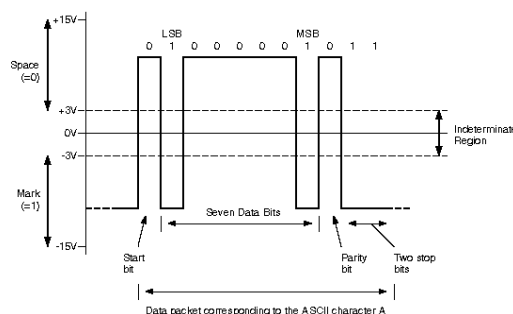 +15V
LSB MSB
0 1 0 0 0 0 0 1 0 1 1
Space
(=0)
+3V
0V
-3V
Indeterminate
Region
Mark
(=1)
Seven Data Bits
-15V
Start
bit
Parity
bit
Two stop
bits
Data packet corresponding to the ASCII character A